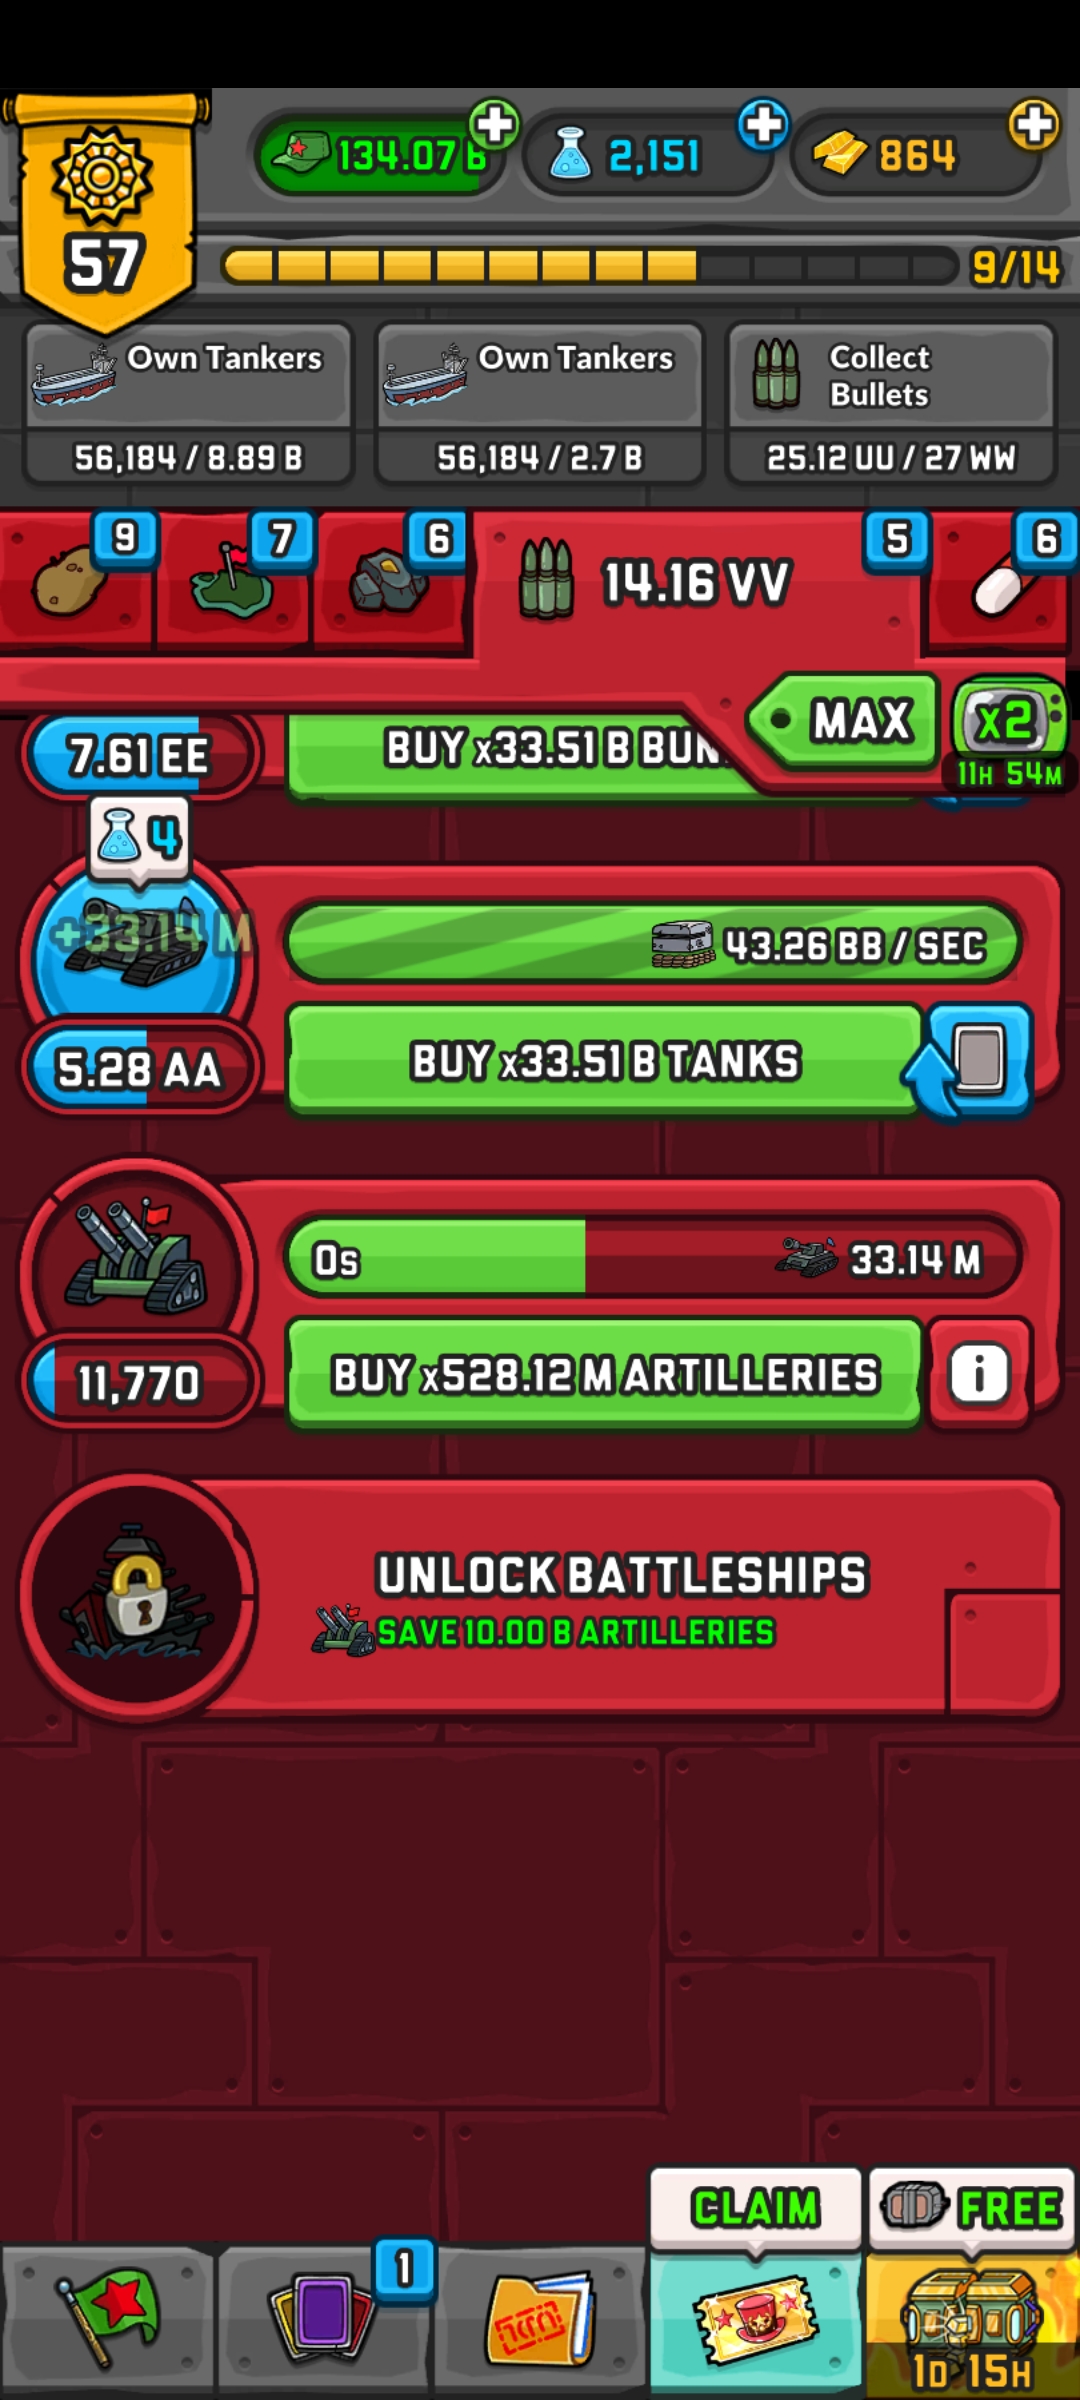 134.07 B
2,151
864
57
9/14
Own Tankers
56,184 / 8.89 B
Own Tankers
56,184 / 2.7 B
Collect
Bullets
25.12 UU / 27 WW
9
7
6
14.16 VV
5
6
MAX
x2
11H 54M
7.61 EE
BUY x33.51 B BUN
4
+33.14 M
43.26 BB / SEC
5.28 AA
BUY x33.51 B TANKS
0s
33.14 M
11,770
BUY x528.12 M ARTILLERIES
i
UNLOCK BATTLESHIPS
SAVE 10.00 B ARTILLERIES
CLAIM
FREE
1
1D 15H